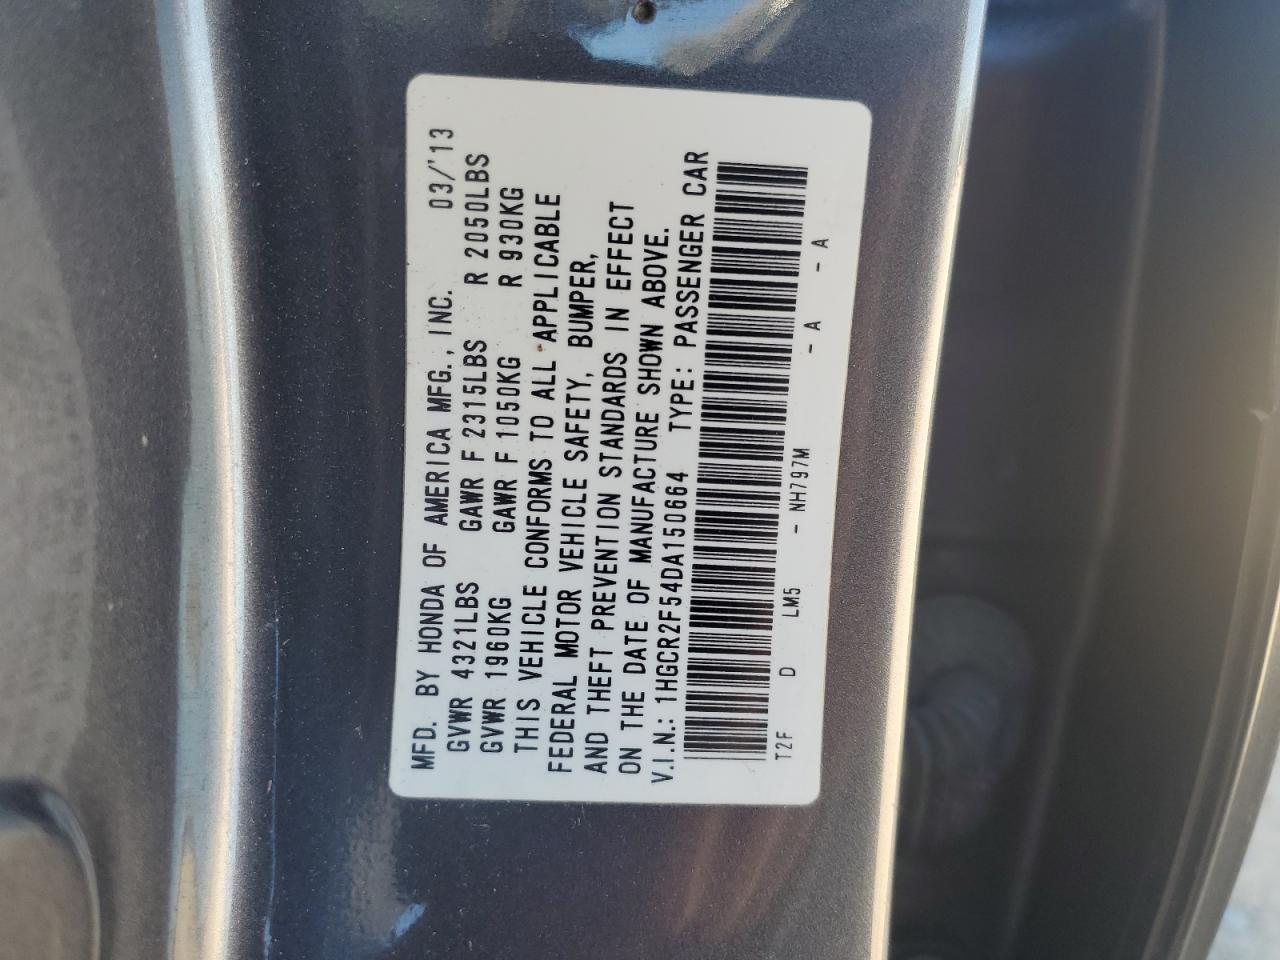 MFD. BY HONDA OF AMERICA MFG., INC. 03/'13
GVWR 4321LBS GAWR F 2315LBS R 2050LBS
GVWR 1960KG GAWR F 1050KG R 930KG
THIS VEHICLE CONFORMS TO ALL APPLICABLE
FEDERAL MOTOR VEHICLE SAFETY, BUMPER,
AND THEFT PREVENTION STANDARDS IN EFFECT
ON THE DATE OF MANUFACTURE SHOWN ABOVE.
V.I.N.: 1HGCR2F54DA150664 TYPE: PASSENGER CAR
T2F D LM5 - NH797M - A - A